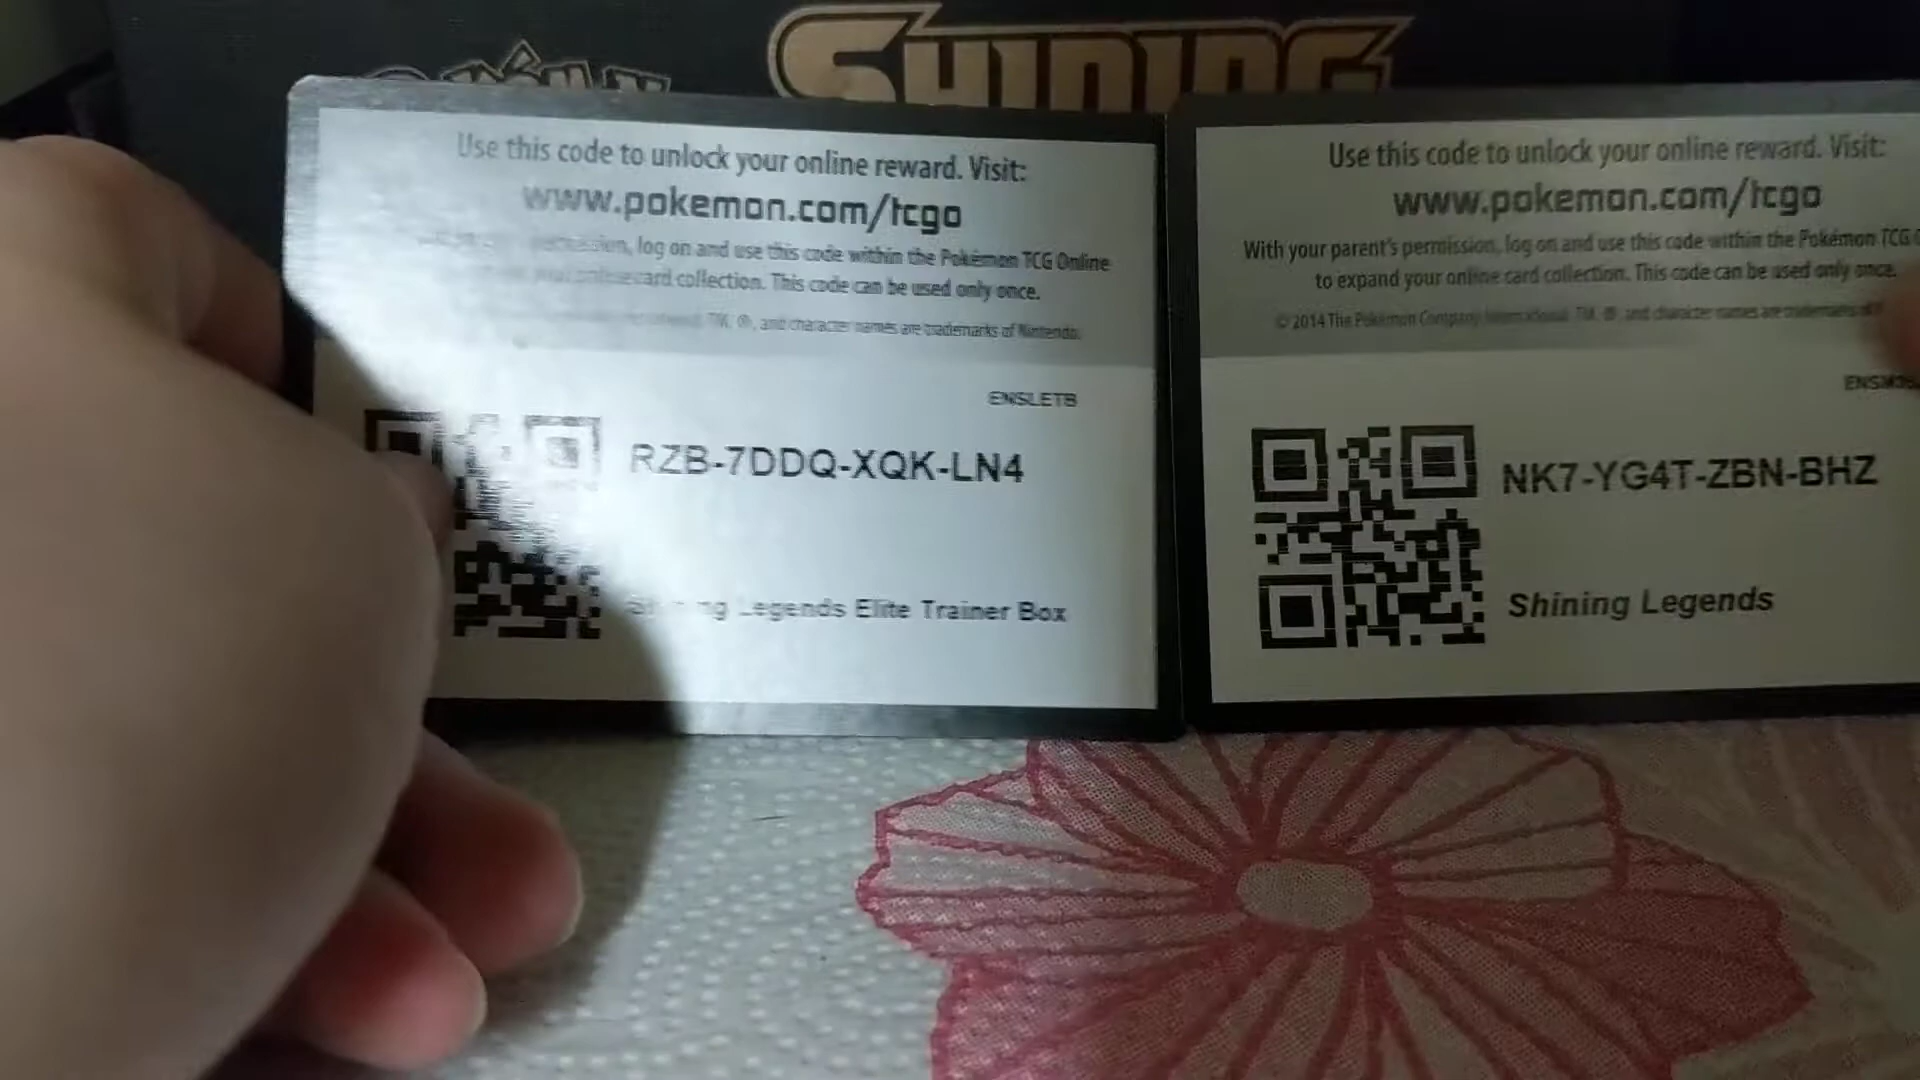 SHINING
Use this code to unlock your online reward. Visit:
www.pokemon.com/tcgo
permission, log on and use this code within the Pokémon TCG Online
card collection. This code can be used only once.
TM, ®, and character names are trademarks of Nintendo.
ENSLETB
RZB-7DDQ-XQK-LN4
Legends Elite Trainer Box
Use this code to unlock your online reward. Visit:
www.pokemon.com/tcgo
With your parent's permission, log on and use this code within the Pokémon TCG
to expand your online card collection. This code can be used only once.
© 2014 The Pokémon Company International. TM, ®, and character names are trademarks
NK7-YG4T-ZBN-BHZ
Shining Legends